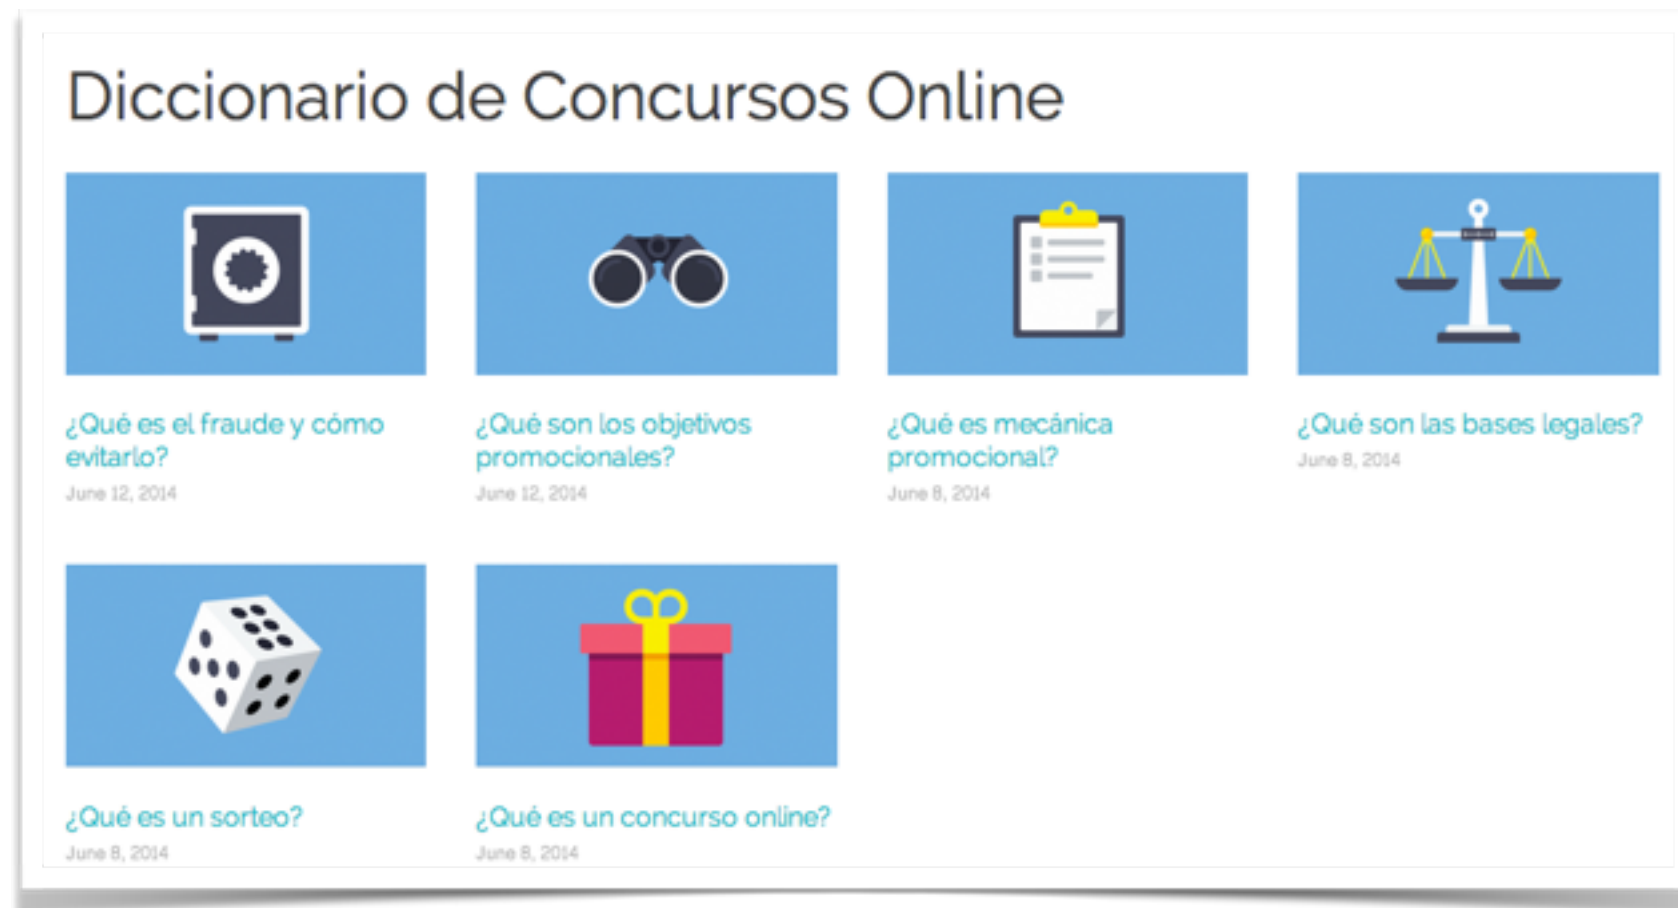 Diccionario de Concursos Online
¿Qué es el fraude y cómo
evitarlo?
June 12, 2014
¿Qué son los objetivos
promocionales?
June 12, 2014
¿Qué es mecánica
promocional?
June 8, 2014
¿Qué son las bases legales?
June 8, 2014
¿Qué es un sorteo?
June 8, 2014
¿Qué es un concurso online?
June 8, 2014